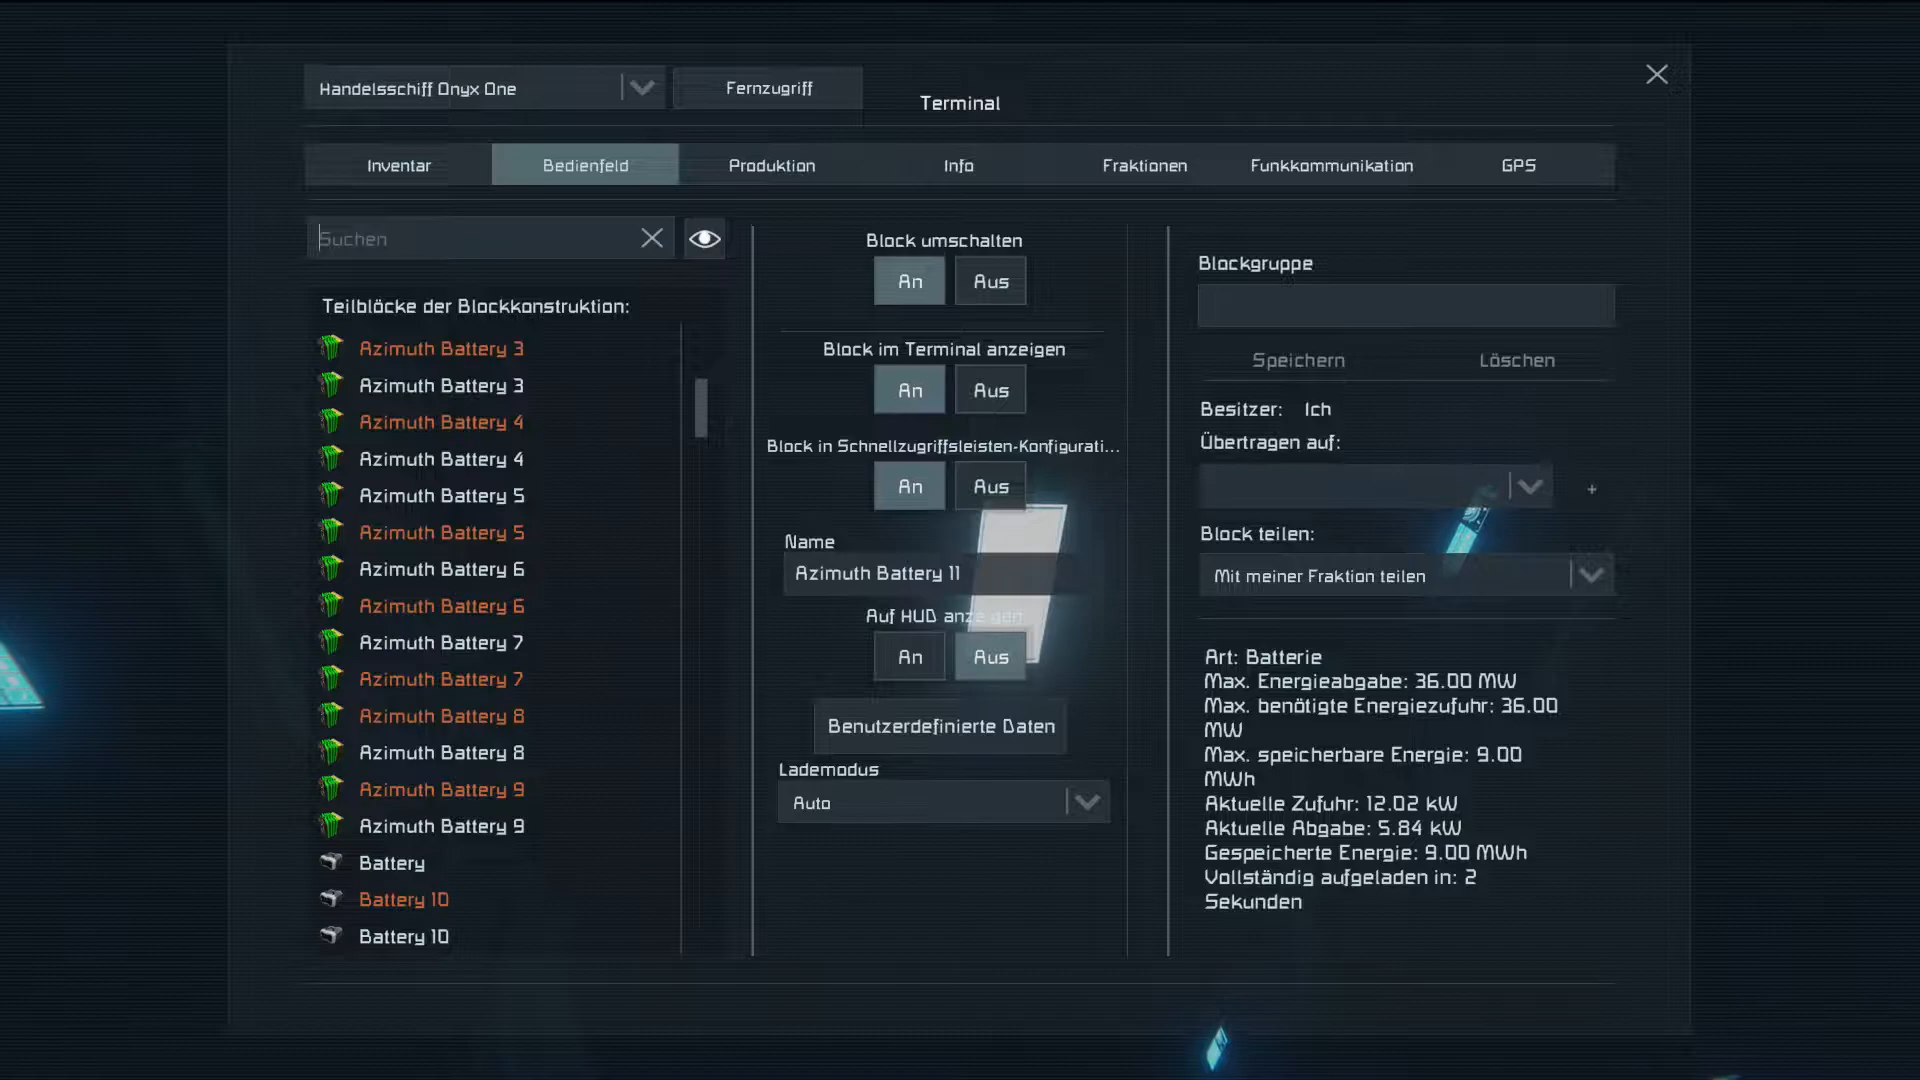 Handelsschiff Onyx One
Fernzugriff
Terminal
Inventar
Bedienfeld
Produktion
Info
Fraktionen
Funkkommunikation
GPS
Suchen
Teilblöcke der Blockkonstruktion:
Azimuth Battery 3
Azimuth Battery 3
Azimuth Battery 4
Azimuth Battery 4
Azimuth Battery 5
Azimuth Battery 5
Azimuth Battery 6
Azimuth Battery 6
Azimuth Battery 7
Azimuth Battery 7
Azimuth Battery 8
Azimuth Battery 8
Azimuth Battery 9
Azimuth Battery 9
Battery
Battery 10
Battery 10
Block umschalten
An Aus
Block im Terminal anzeigen
An Aus
Block in Schnellzugriffsleisten-Konfigurati...
An Aus
Name
Azimuth Battery 11
Auf HUD anzeigen
An Aus
Benutzerdefinierte Daten
Lademodus
Auto
Blockgruppe
Speichern Löschen
Besitzer: Ich
Übertragen auf:
+
Block teilen:
Mit meiner Fraktion teilen
Art: Batterie
Max. Energieabgabe: 36.00 MW
Max. benötigte Energiezufuhr: 36.00
MW
Max. speicherbare Energie: 9.00
MWh
Aktuelle Zufuhr: 12.02 kW
Aktuelle Abgabe: 5.84 kW
Gespeicherte Energie: 9.00 MWh
Vollständig aufgeladen in: 2
Sekunden